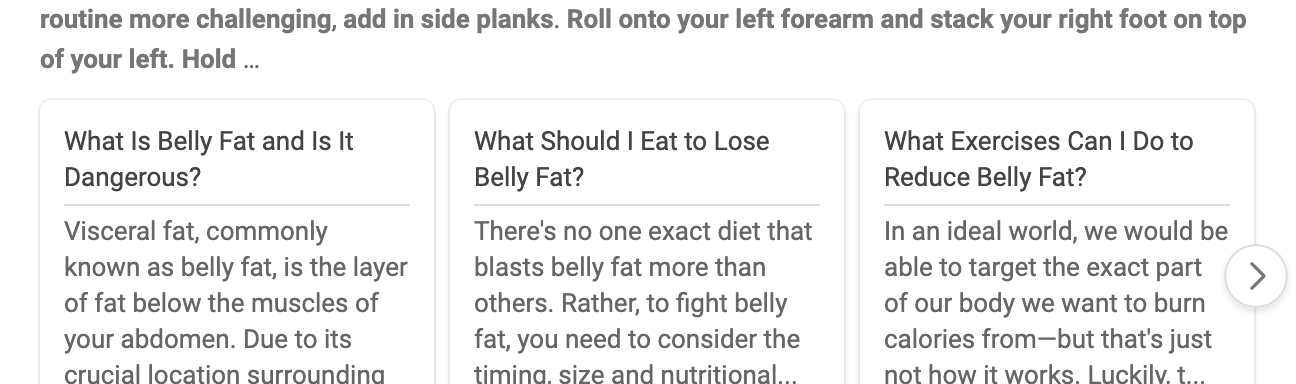 routine more challenging, add in side planks. Roll onto your left forearm and stack your right foot on top
of your left. Hold ...
What Is Belly Fat and Is It
Dangerous?
Visceral fat, commonly
known as belly fat, is the layer
of fat below the muscles of
your abdomen. Due to its
crucial location surrounding
What Should I Eat to Lose
Belly Fat?
There's no one exact diet that
blasts belly fat more than
others. Rather, to fight belly
fat, you need to consider the
timing, size and nutritional...
What Exercises Can I Do to
Reduce Belly Fat?
In an ideal world, we would be
able to target the exact part
of our body we want to burn
calories from—but that's just
not how it works. Luckily, t...